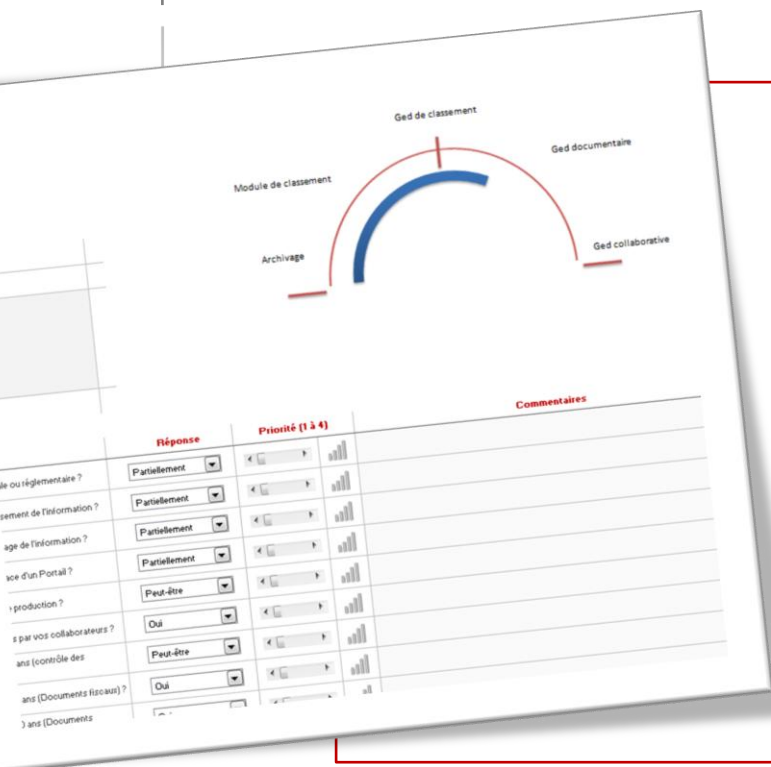 Ged de classement
Ged documentaire
Module de classement
Archivage
Ged collaborative
Réponse
Priorité (1 à 4)
Commentaires
le ou réglementaire ?
Partiellement
sement de l'information ?
Partiellement
age de l'information ?
Partiellement
ace d'un Portail ?
Partiellement
production ?
Peut-être
s par vos collaborateurs ?
Oui
ans (contrôle des
Peut-être
ans (Documents fiscaus) ?
Oui
ans (Documents